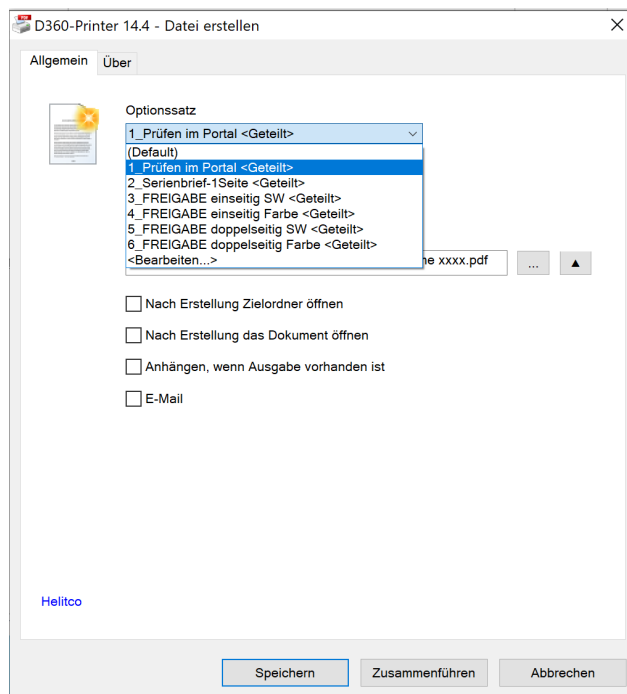 D360-Printer 14.4 - Datei erstellen
Allgemein Über
Optionssatz
1_Prüfen im Portal <Geteilt>
(Default)
1_Prüfen im Portal <Geteilt>
2_Serienbrief-1Seite <Geteilt>
3_FREIGABE einseitig SW <Geteilt>
4_FREIGABE einseitig Farbe <Geteilt>
5_FREIGABE doppelseitig SW <Geteilt>
6_FREIGABE doppelseitig Farbe <Geteilt>
<Bearbeiten...>
xxxx.pdf ... ▲
Nach Erstellung Zielordner öffnen
Nach Erstellung das Dokument öffnen
Anhängen, wenn Ausgabe vorhanden ist
E-Mail
Helitco
Speichern Zusammenführen Abbrechen